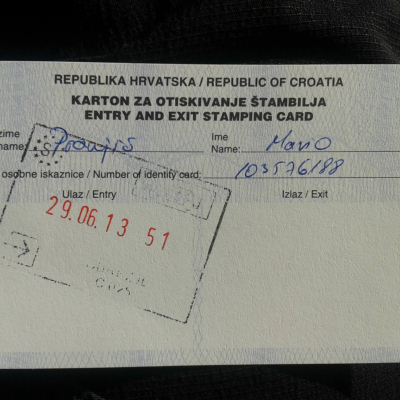 REPUBLIKA HRVATSKA / REPUBLIC OF CROATIA
KARTON ZA OTISKIVANJE ŠTAMBILJA
ENTRY AND EXIT STAMPING CARD
zime Ime
name: Name: Mario
osobne iskaznice / Number of identity card: 103576188
Ulaz / Entry Izlaz / Exit
29.06.13 51